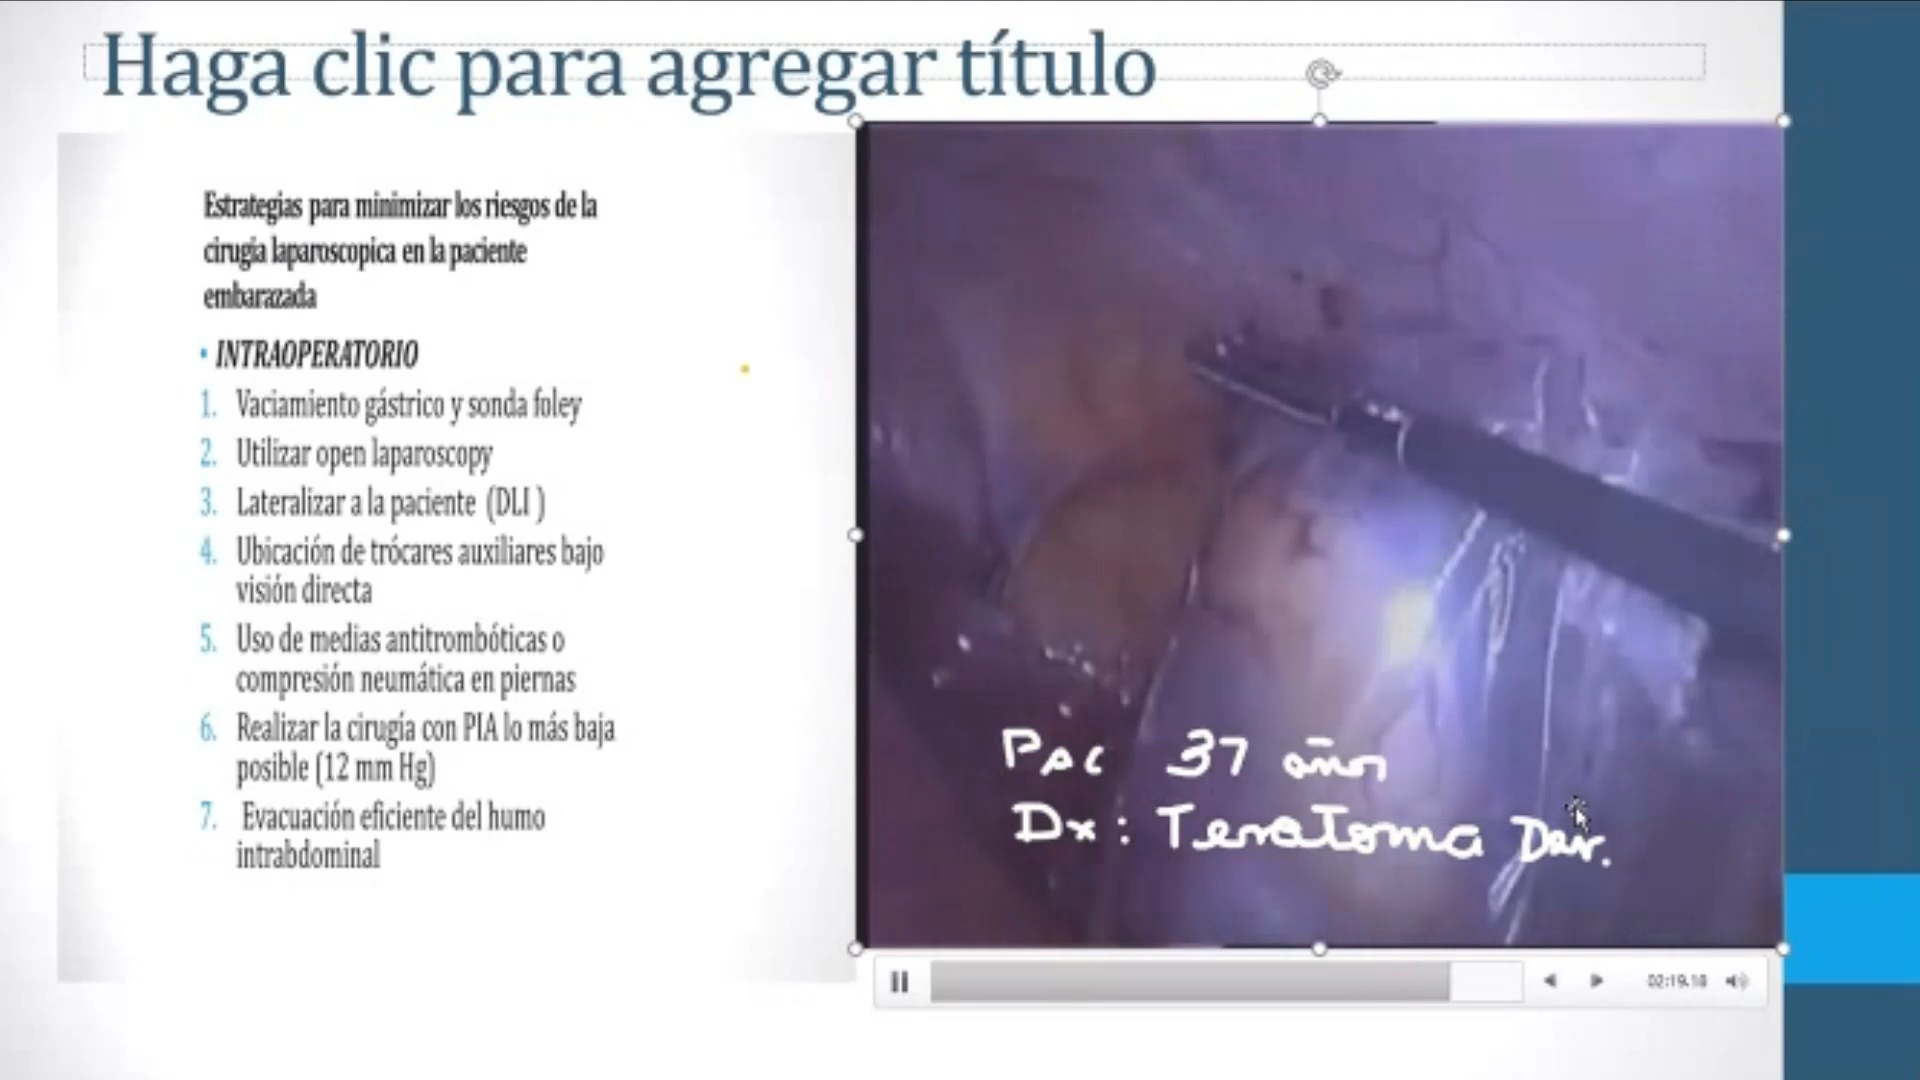 Haga clic para agregar título
Estrategias para minimizar los riesgos de la
cirugia laparoscopica en la paciente
embarazada
• INTRAOPERATORIO
1. Vaciamiento gástrico y sonda foley
2. Utilizar open laparoscopy
3. Lateralizar a la paciente (DLI )
4. Ubicación de trócares auxiliares bajo
visión directa
5. Uso de medias antitrombóticas o
compresión neumática en piernas
6. Realizar la cirugía con PIA lo más baja
posible (12 mm Hg)
7. Evacuación eficiente del humo
intrabdominal
Pac 37 años
Dx : Teratoma Der.
02:19.18